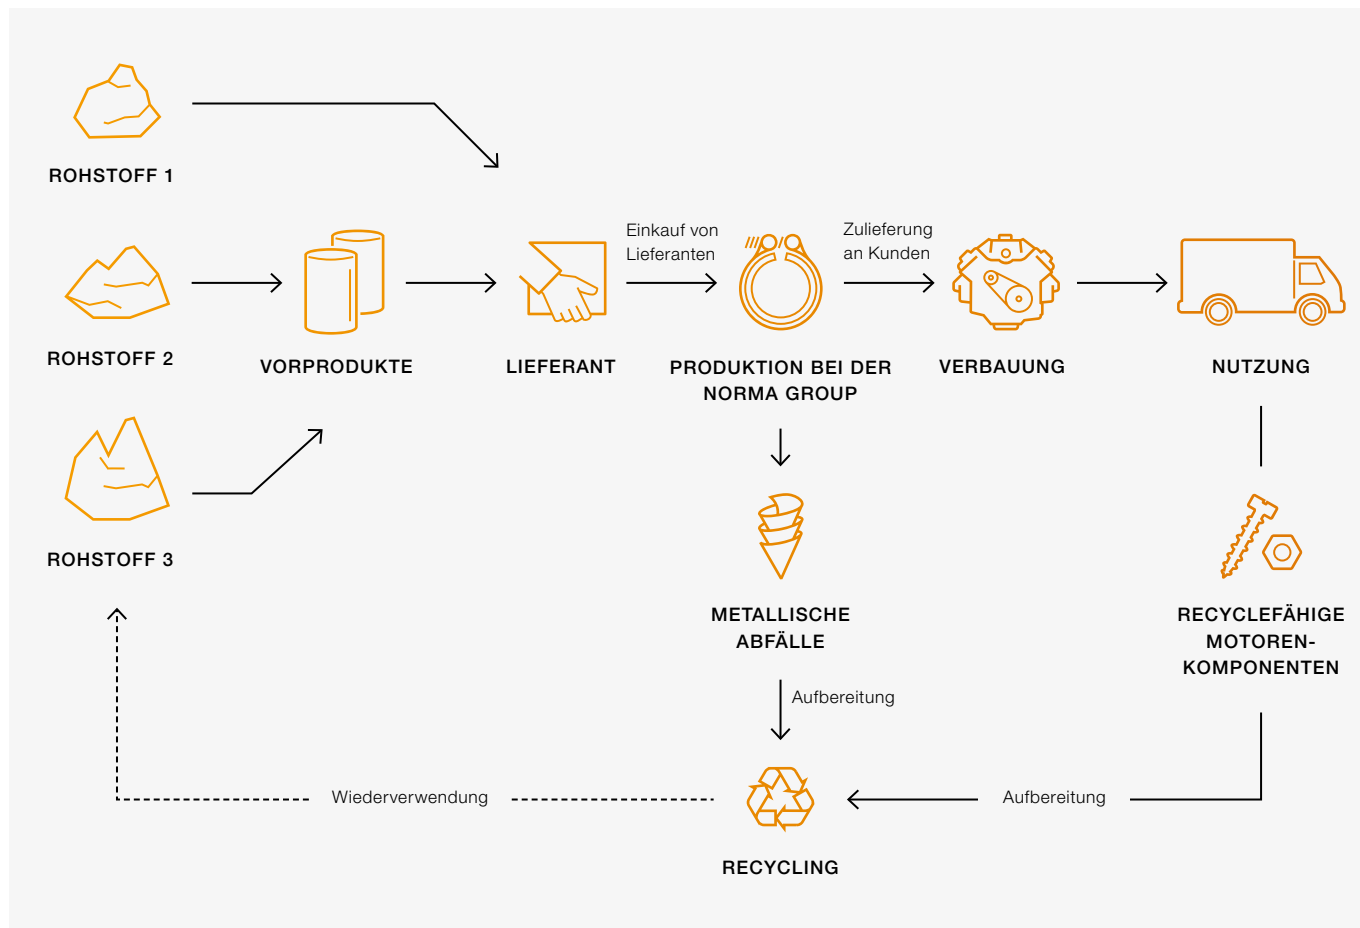 ROHSTOFF 1
Einkauf von
Lieferanten
Zulieferung
an Kunden
ROHSTOFF 2
VORPRODUKTE
LIEFERANT
PRODUKTION BEI DER
NORMA GROUP
VERBAUUNG
NUTZUNG
ROHSTOFF 3
METALLISCHE
ABFÄLLE
RECYCLEFÄHIGE
MOTOREN-
KOMPONENTEN
Aufbereitung
Wiederverwendung
Aufbereitung
RECYCLING